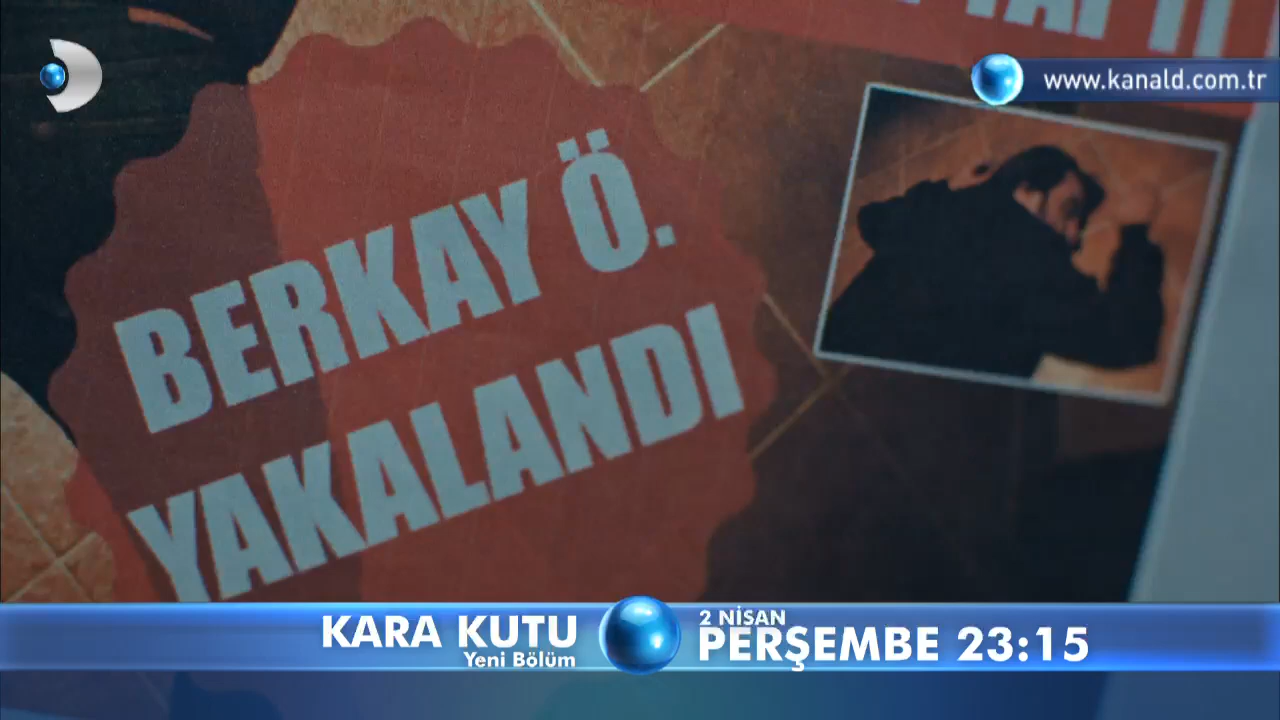 www.kanald.com.tr
BERKAY Ö.
YAKALANDI
KARA KUTU
Yeni Bölüm
2 NİSAN
PERŞEMBE 23:15